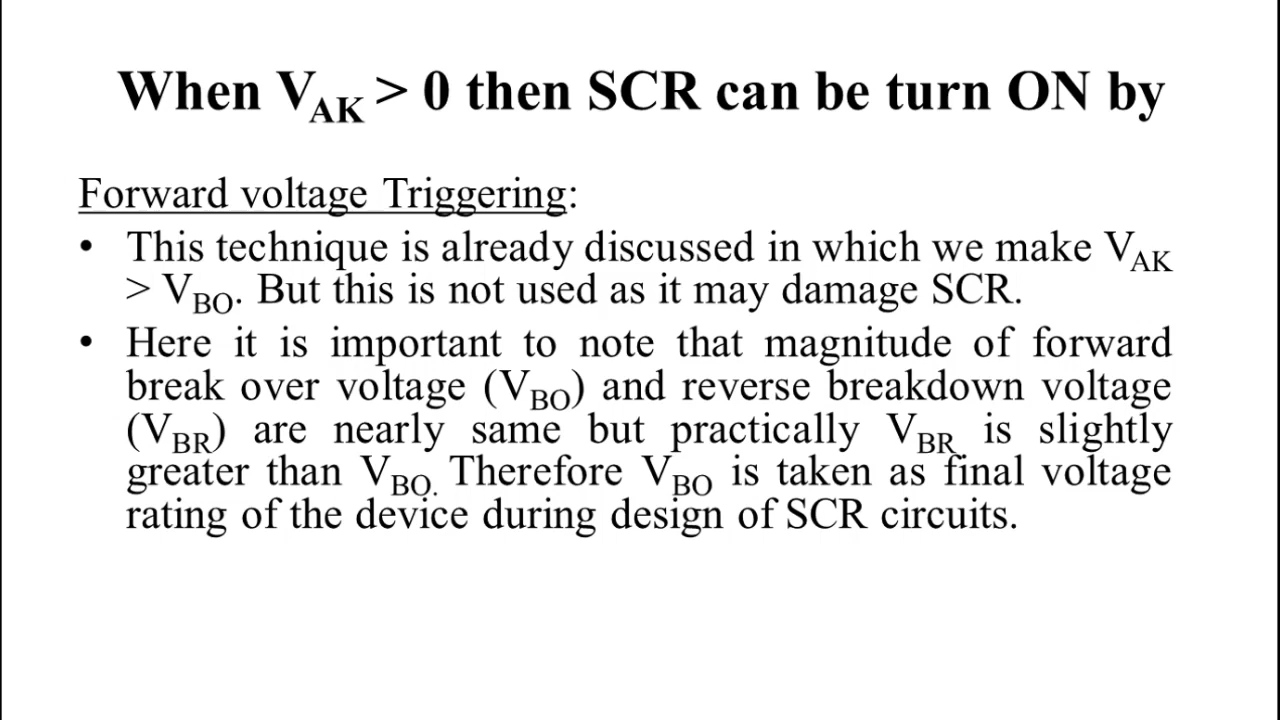 When VAK > 0 then SCR can be turn ON by
Forward voltage Triggering:
• This technique is already discussed in which we make VAK
> VBO. But this is not used as it may damage SCR.
• Here it is important to note that magnitude of forward
break over voltage (VBO) and reverse breakdown voltage
(VBR) are nearly same but practically VBR is slightly
greater than VBO. Therefore VBO is taken as final voltage
rating of the device during design of SCR circuits.